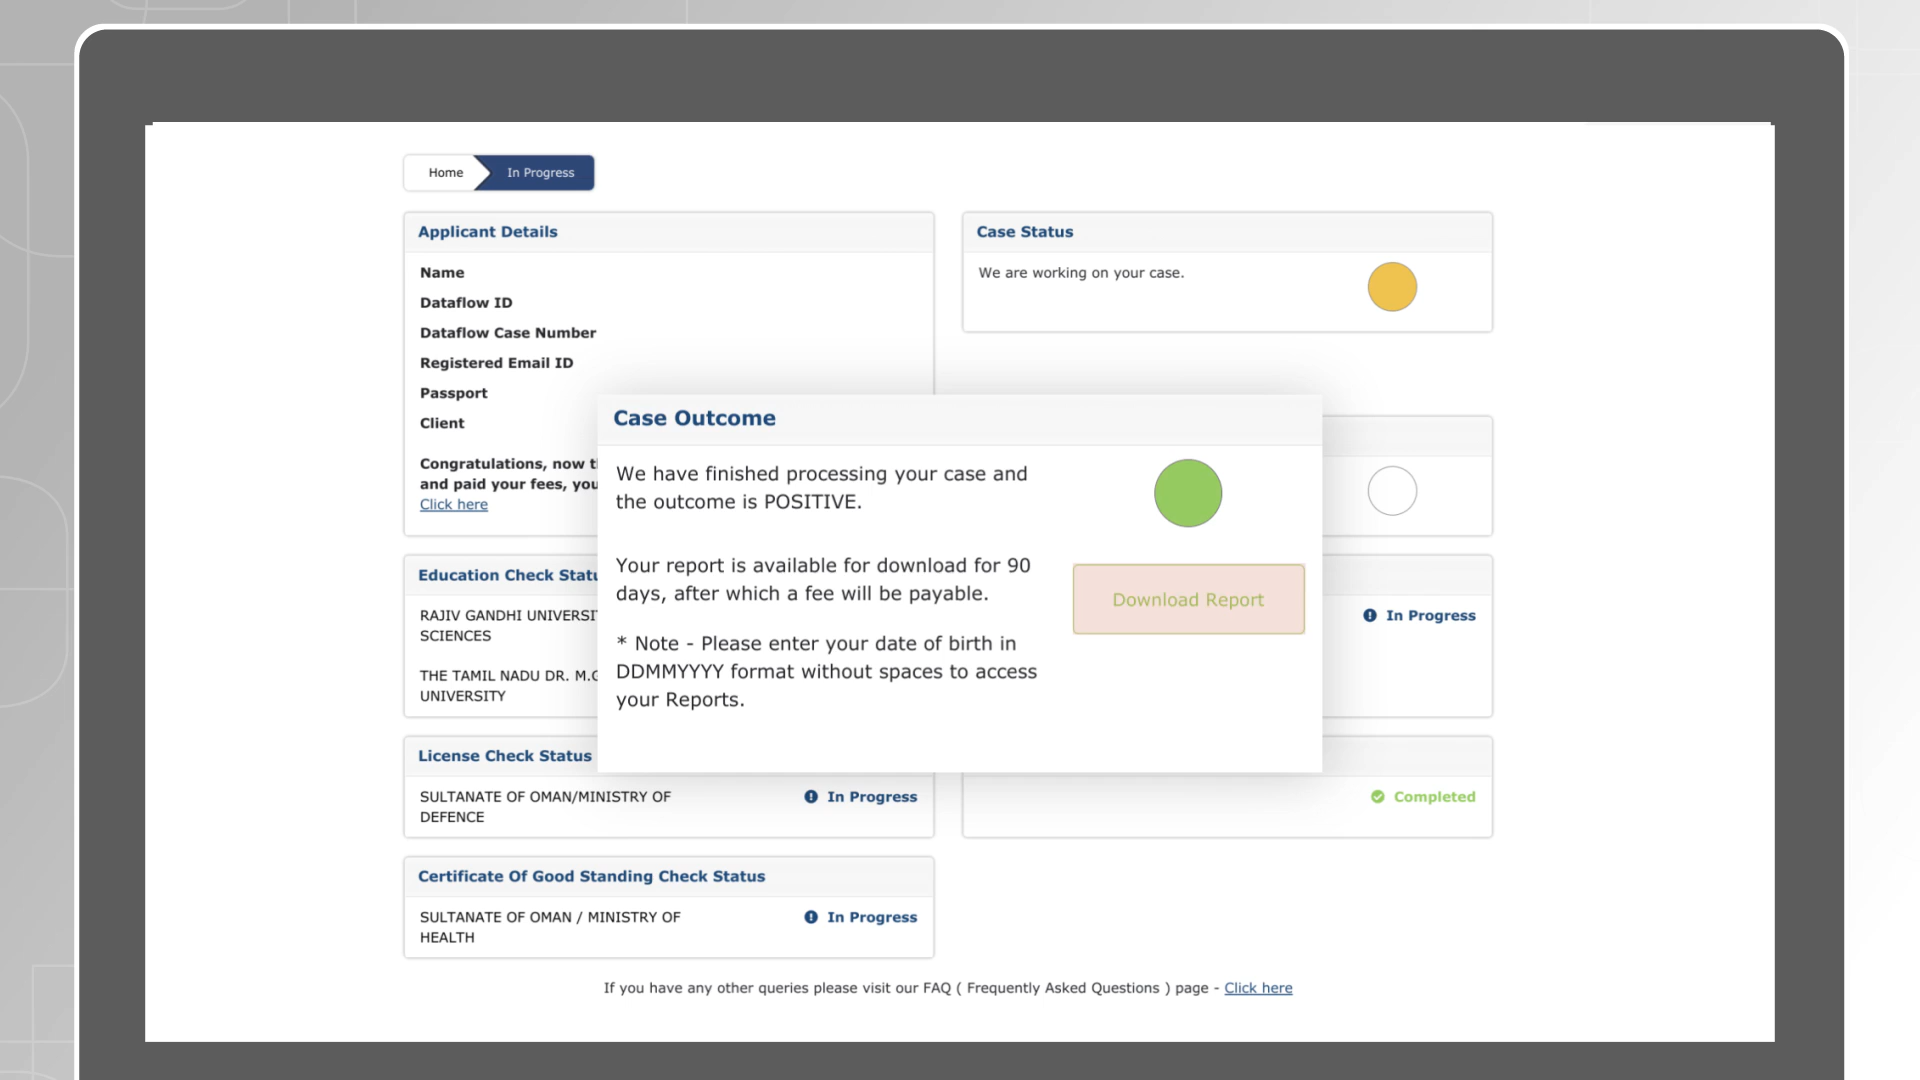 Home
In Progress
Applicant Details
Name
Dataflow ID
Dataflow Case Number
Registered Email ID
Passport
Client
Congratulations, now
and paid your fees, you
Click here
Case Status
We are working on your case.
Case Outcome
We have finished processing your case and
the outcome is POSITIVE.
Your report is available for download for 90
days, after which a fee will be payable.
* Note - Please enter your date of birth in
DDMMYYYY format without spaces to access
your Reports.
Download Report
Education Check
RAJIV GANDHI
SCIENCES
THE TAMIL NADU DR.
UNIVERSITY
In Progress
License Check Status
SULTANATE OF OMAN/MINISTRY OF
DEFENCE
In Progress
Completed
Certificate Of Good Standing Check Status
SULTANATE OF OMAN / MINISTRY OF
HEALTH
In Progress
If you have any other queries please visit our FAQ ( Frequently Asked Questions ) page - Click here